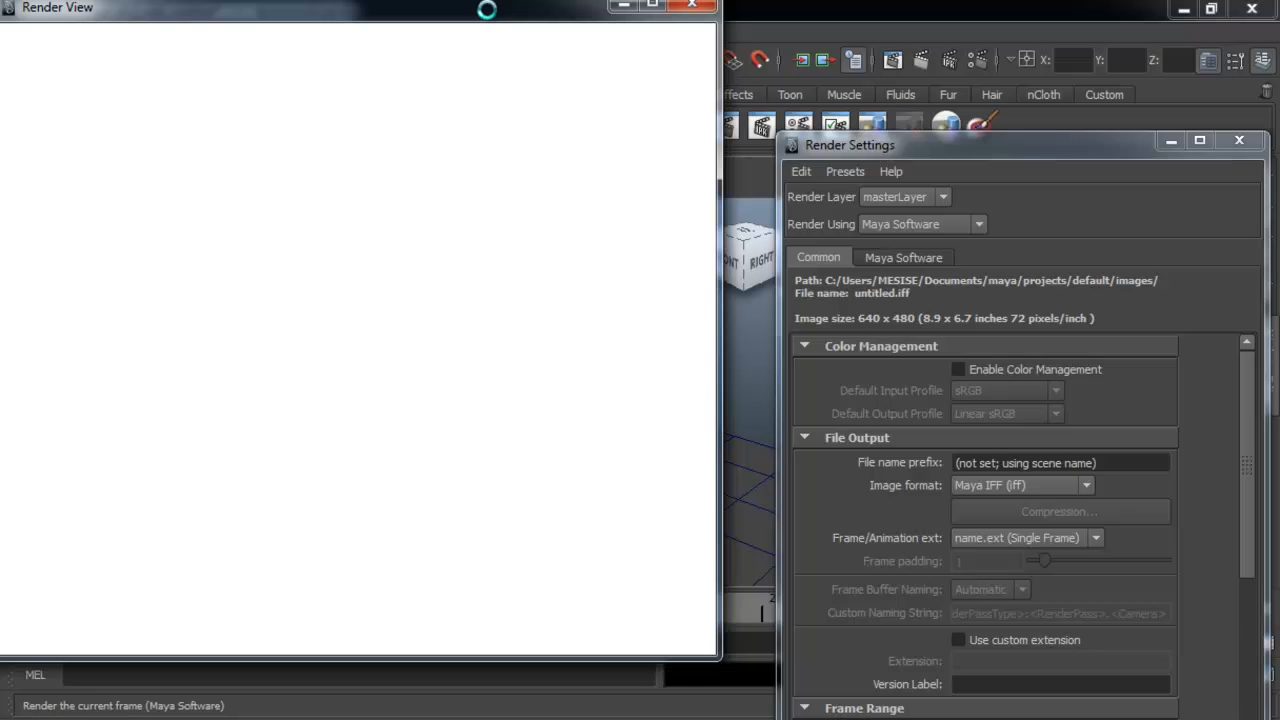 Render View
X:
Y:
Z:
ffects
Toon
Muscle
Fluids
Fur
Hair
nCloth
Custom
IPR
Render Settings
Edit
Presets
Help
Render Layer
masterLayer
Render Using
Maya Software
RIGHT
Common
Maya Software
Path: C:/Users/MESISE/Documents/maya/projects/default/images/
File name: untitled.iff
Image size: 640 x 480 (8.9 x 6.7 inches 72 pixels/inch )
Color Management
Enable Color Management
Default Input Profile
sRGB
Default Output Profile
Linear sRGB
File Output
File name prefix:
(not set; using scene name)
Image format:
Maya IFF (iff)
Compression...
Frame/Animation ext:
name.ext (Single Frame)
Frame padding:
1
Frame Buffer Naming:
Automatic
Custom Naming String:
derPassType>:<RenderPass>.<Camera>
Use custom extension
Extension:
Version Label:
Frame Range
MEL
Render the current frame (Maya Software)